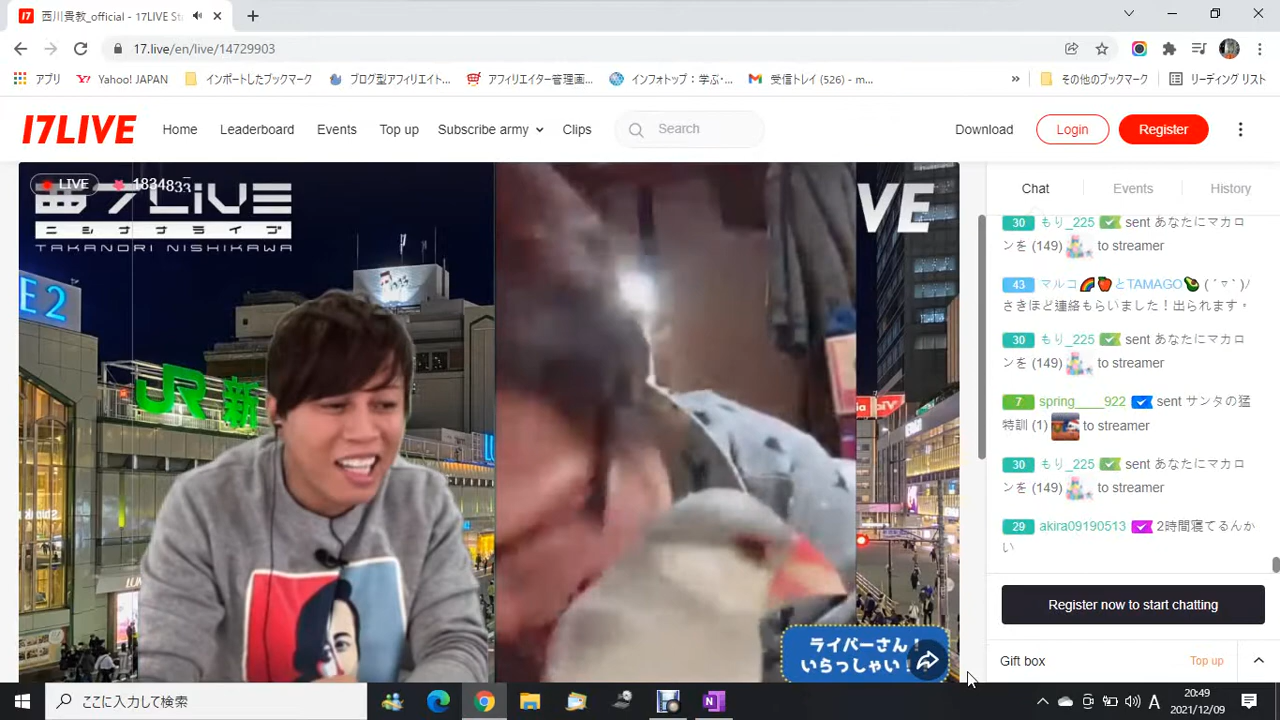 西川貴教_official - 17LIVE St
17.live/en/live/14729903
アプリ
Yahoo! JAPAN
インポートしたブックマーク
ブログ型アフィリエイト...
アフィリエイター管理画...
インフォトップ：学ぶ・...
受信トレイ (526) - m...
その他のブックマーク
リーディング リスト
17LIVE
Home
Leaderboard
Events
Top up
Subscribe army
Clips
Search
Download
Login
Register
LIVE
西7LiVE
ニシナナライブ
TAKANORI NISHIKAWA
VE
E 2
JR新
ライバーさん!
いらっしゃい!
Chat
Events
History
30 もり_225 sent あなたにマカロ
ンを (149) to streamer
43 マルコ🌈🍎とTAMAGO🥑 ( ´ ▿ ` )ﾉ
さきほど連絡もらいました！出られます。
30 もり_225 sent あなたにマカロ
ンを (149) to streamer
7 spring____922 sent サンタの猛
特訓 (1) to streamer
30 もり_225 sent あなたにマカロ
ンを (149) to streamer
29 akira09190513 2時間寝てるんか
い
Register now to start chatting
Gift box
Top up
ここに入力して検索
A
20:49
2021/12/09